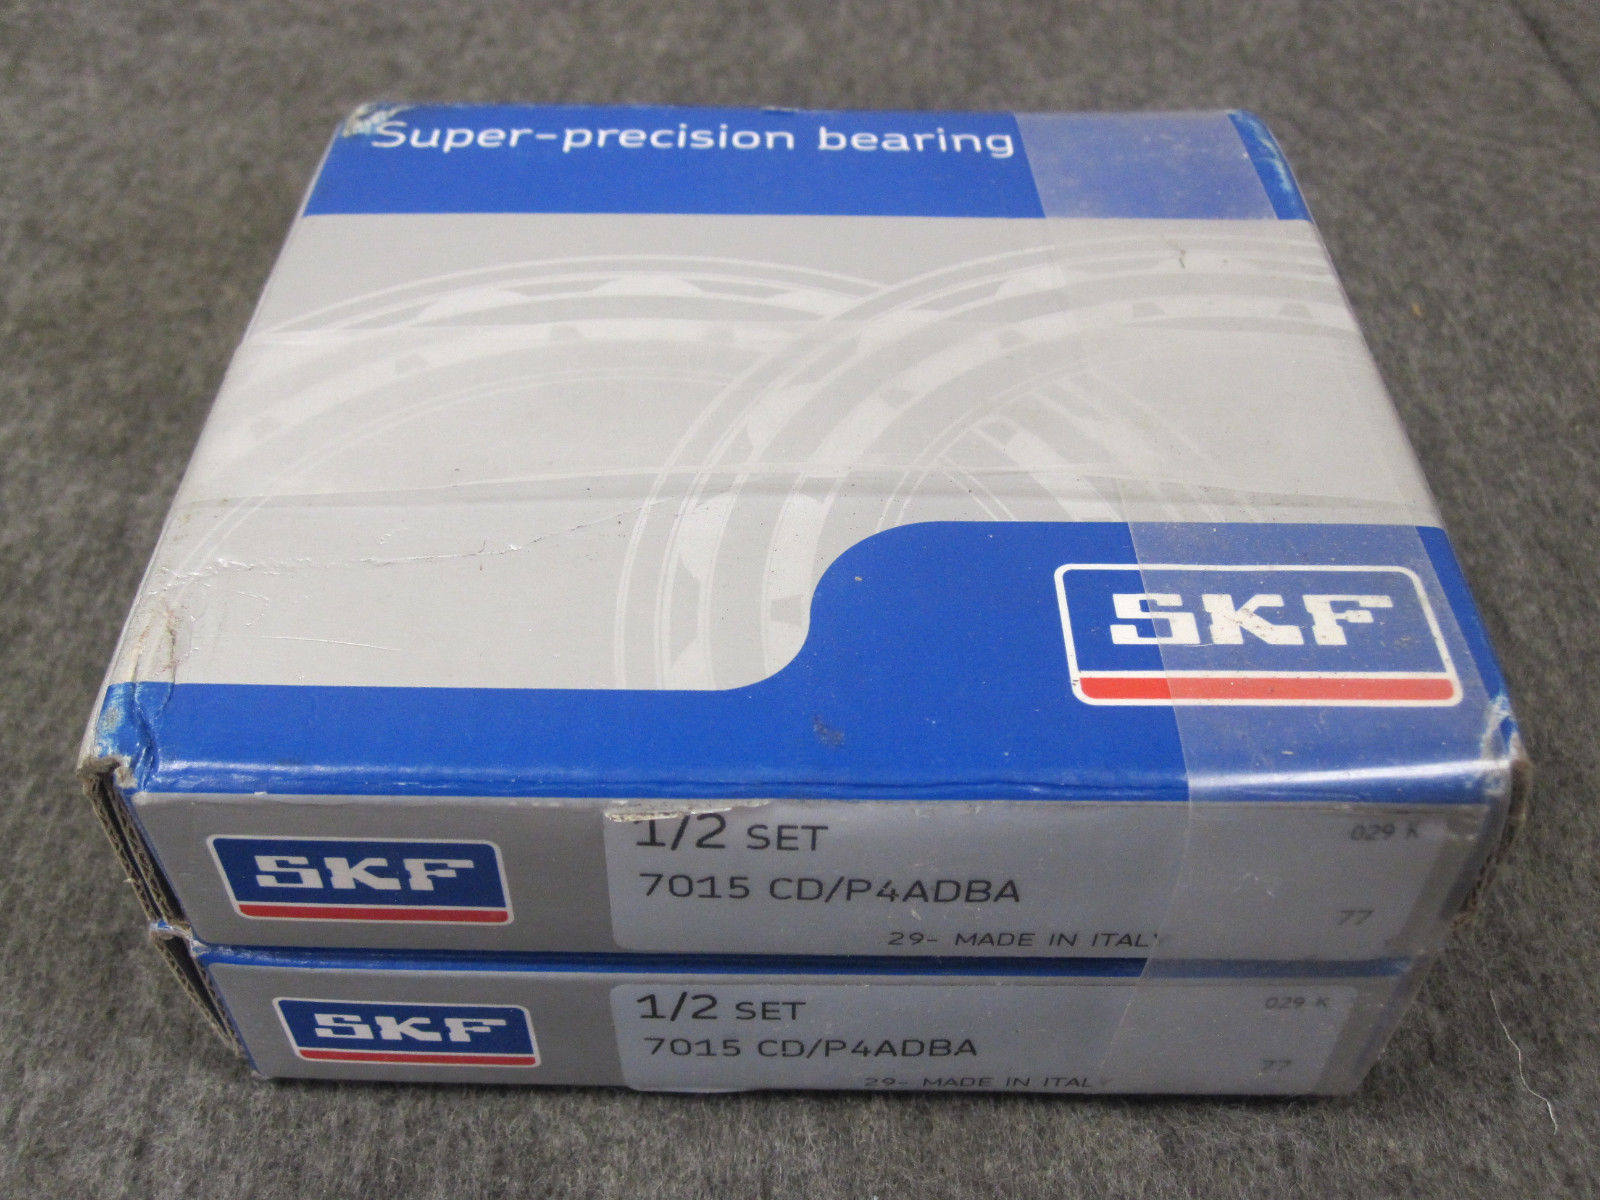 Super-precision bearing
SKF
SKF
1/2 SET
029 K
7015 CD/P4ADBA
77
29- MADE IN ITALY
SKF
1/2 SET
029 K
7015 CD/P4ADBA
77
29- MADE IN ITALY